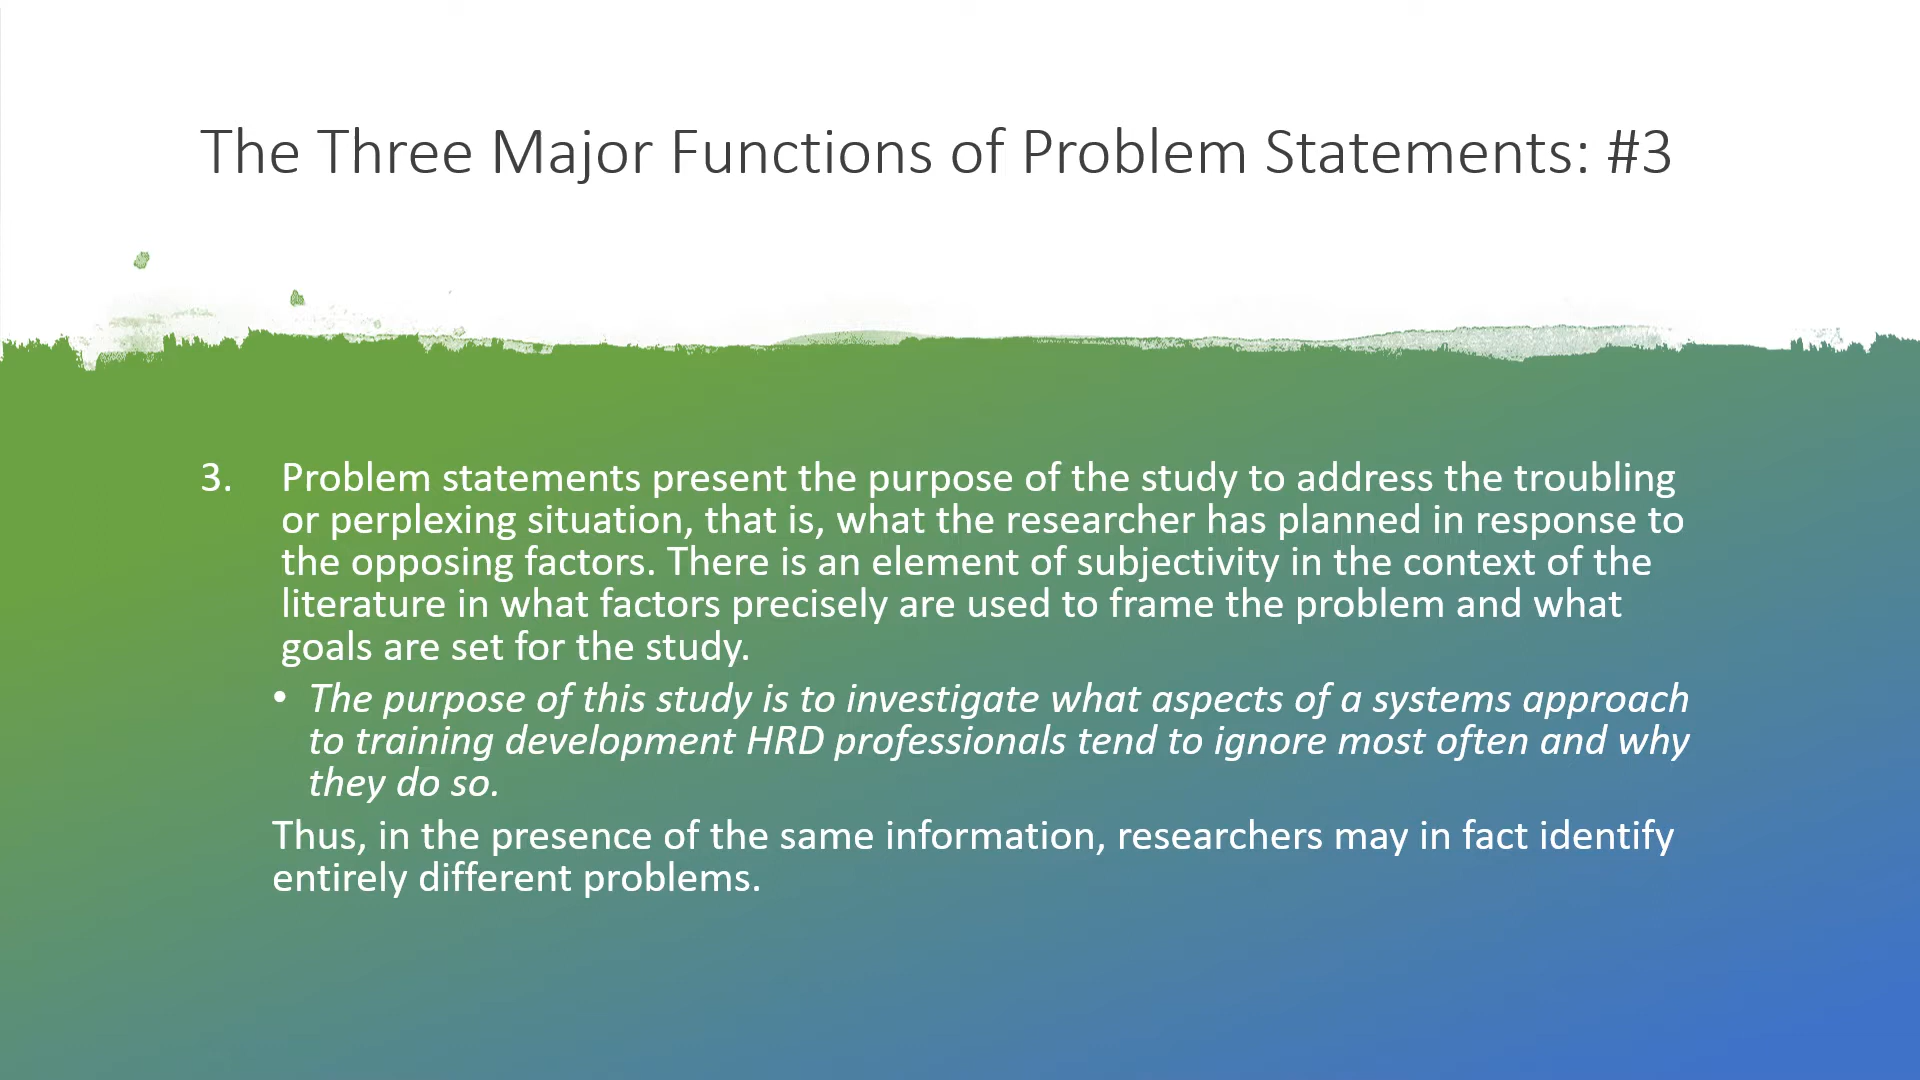 The Three Major Functions of Problem Statements: #3
3. Problem statements present the purpose of the study to address the troubling
or perplexing situation, that is, what the researcher has planned in response to
the opposing factors. There is an element of subjectivity in the context of the
literature in what factors precisely are used to frame the problem and what
goals are set for the study.
• The purpose of this study is to investigate what aspects of a systems approach
to training development HRD professionals tend to ignore most often and why
they do so.
Thus, in the presence of the same information, researchers may in fact identify
entirely different problems.